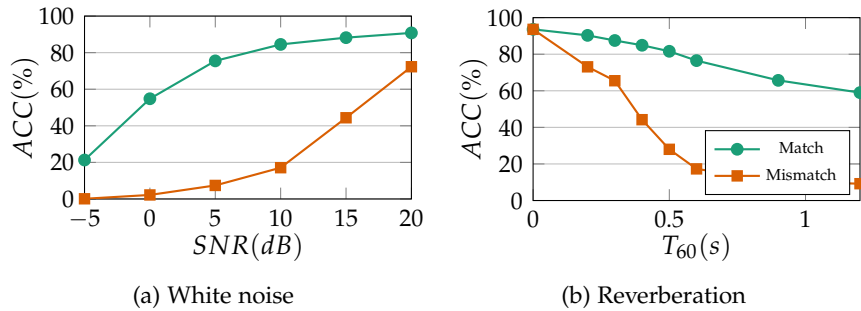 100
80
60
40
20
0
ACC(%)
−5 0 5 10 15 20
SNR(dB)
(a) White noise
100
80
60
40
20
0
ACC(%)
Match
Mismatch
0 0.5 1
T60(s)
(b) Reverberation